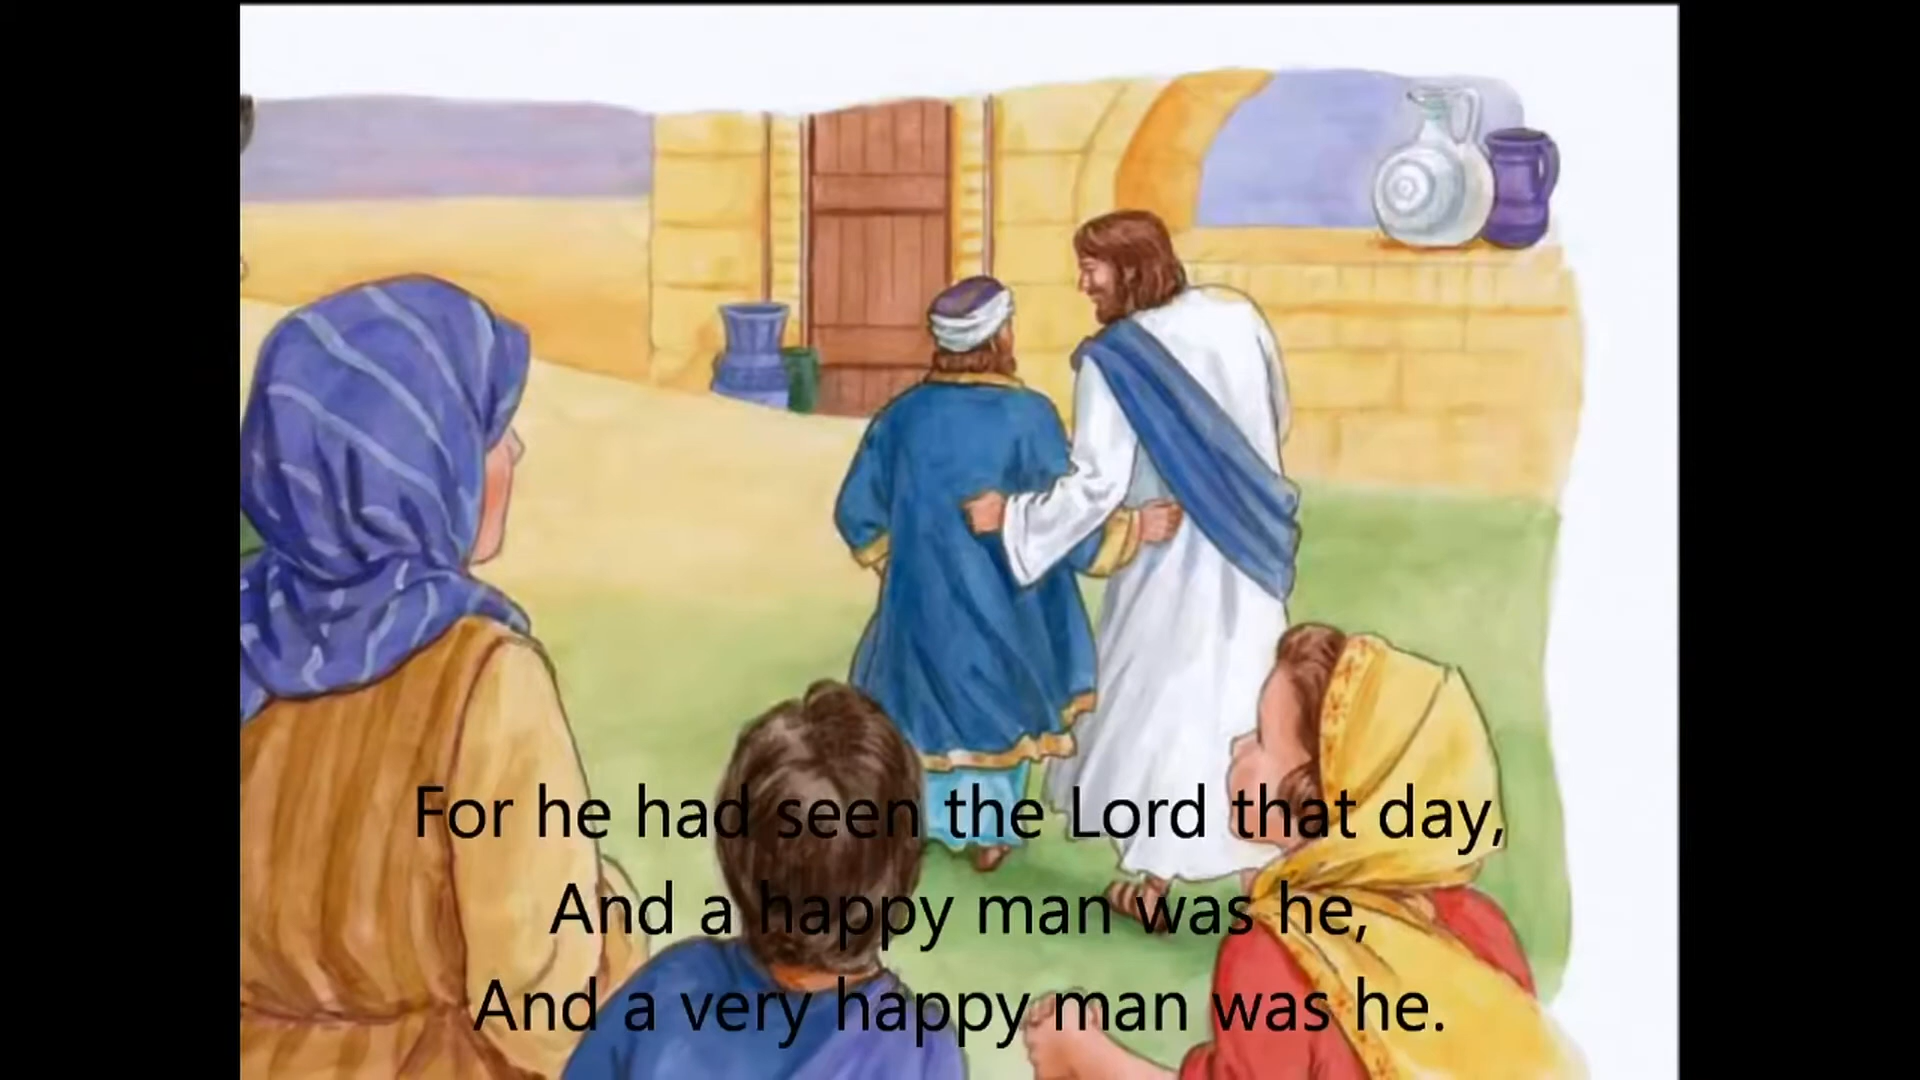 For he had seen the Lord that day,
And a happy man was he,
And a very happy man was he.